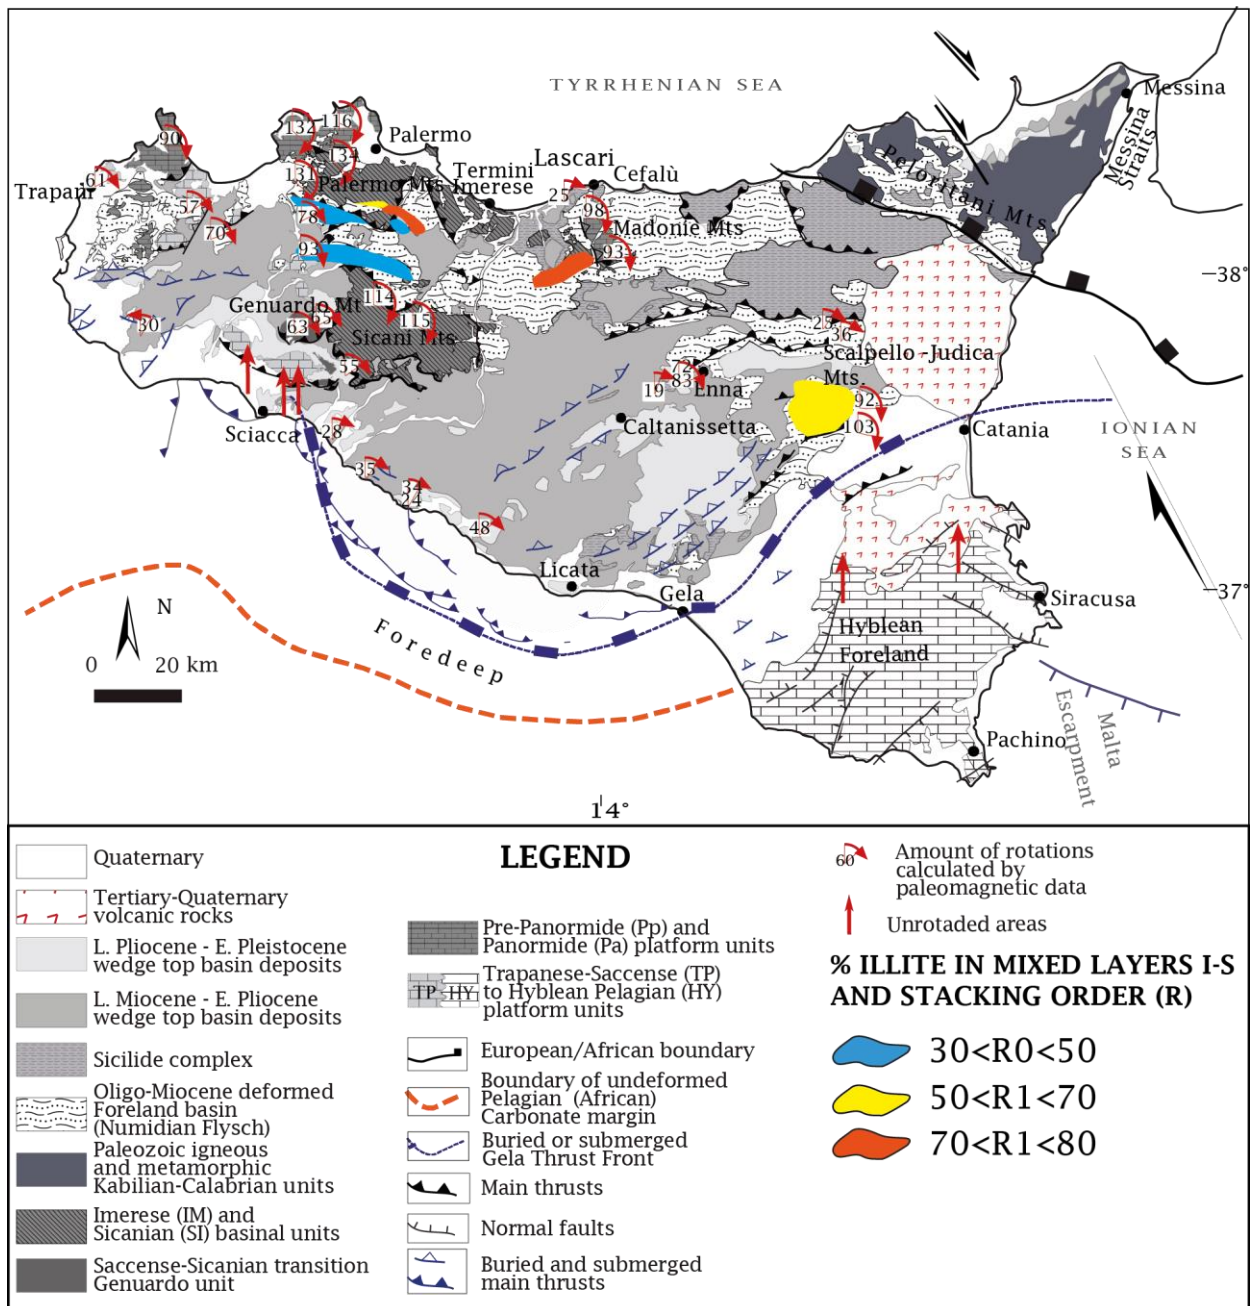 TYRRHENIAN SEA
Messina
Messina
Straits
132
116
90
Palermo
134
Termini
Imerese
Lascari
Cefalù
Peloritani Mts.
Trapani
61
131
Palermo Mts.
25
57
78
98
Madonie Mts
70
93
93
38°
Genuardo Mt
114
30
63
65
115
Sicani Mts
25
36
Scalpello -Judica
Mts.
55
72
83
19
Enna
92
103
Sciacca
28
Caltanissetta
Catania
IONIAN
SEA
35
34
24
48
Licata
Gela
37°
Siracusa
N
0 20 km
Foredeep
Hyblean
Foreland
Malta
Escarpment
Pachino
14°
LEGEND
Quaternary
Tertiary-Quaternary
volcanic rocks
L. Pliocene - E. Pleistocene
wedge top basin deposits
L. Miocene - E. Pliocene
wedge top basin deposits
Sicilide complex
Oligo-Miocene deformed
Foreland basin
(Numidian Flysch)
Paleozoic igneous
and metamorphic
Kabilian-Calabrian units
Imerese (IM) and
Sicanian (SI) basinal units
Saccense-Sicanian transition
Genuardo unit
Pre-Panormide (Pp) and
Panormide (Pa) platform units
TP HY
Trapanese-Saccense (TP)
to Hyblean Pelagian (HY)
platform units
European/African boundary
Boundary of undeformed
Pelagian (African)
Carbonate margin
Buried or submerged
Gela Thrust Front
Main thrusts
Normal faults
Buried and submerged
main thrusts
60
Amount of rotations
calculated by
paleomagnetic data
Unrotaded areas
% ILLITE IN MIXED LAYERS I-S
AND STACKING ORDER (R)
30<R0<50
50<R1<70
70<R1<80